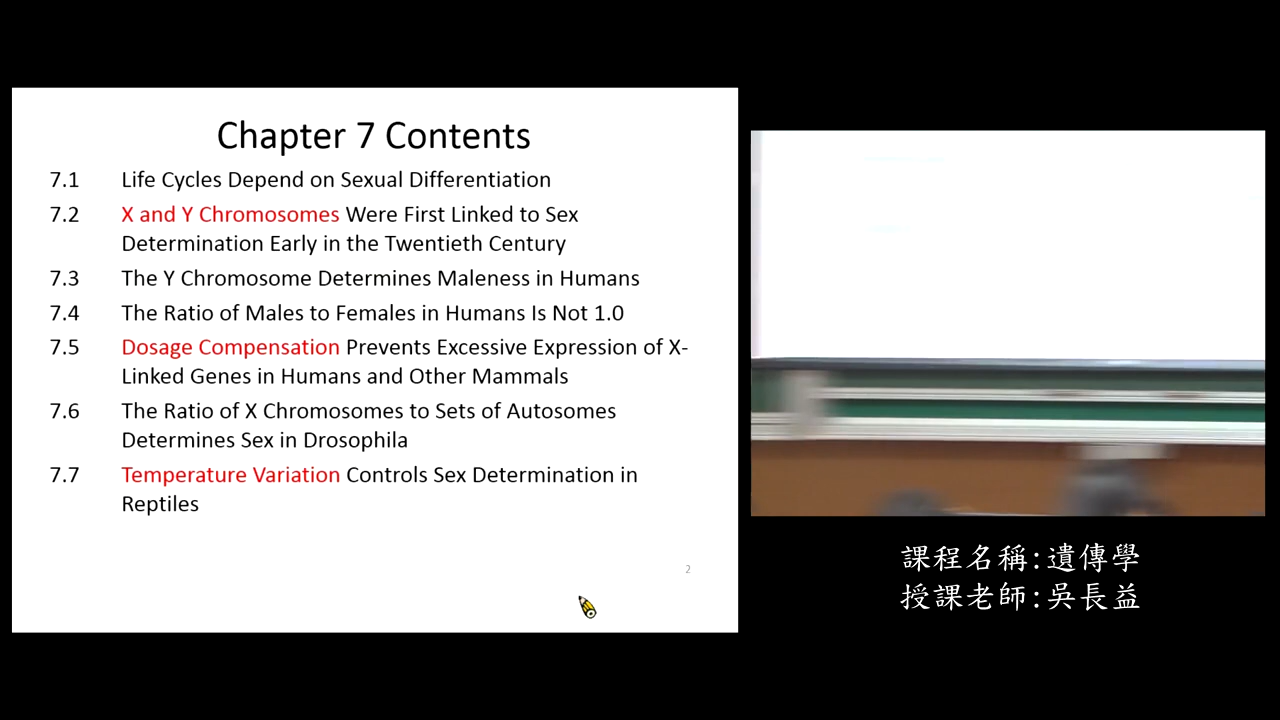 Chapter 7 Contents
7.1 Life Cycles Depend on Sexual Differentiation
7.2 X and Y Chromosomes Were First Linked to Sex
Determination Early in the Twentieth Century
7.3 The Y Chromosome Determines Maleness in Humans
7.4 The Ratio of Males to Females in Humans Is Not 1.0
7.5 Dosage Compensation Prevents Excessive Expression of X-
Linked Genes in Humans and Other Mammals
7.6 The Ratio of X Chromosomes to Sets of Autosomes
Determines Sex in Drosophila
7.7 Temperature Variation Controls Sex Determination in
Reptiles
2
課程名稱:遺傳學
授課老師:吳長益